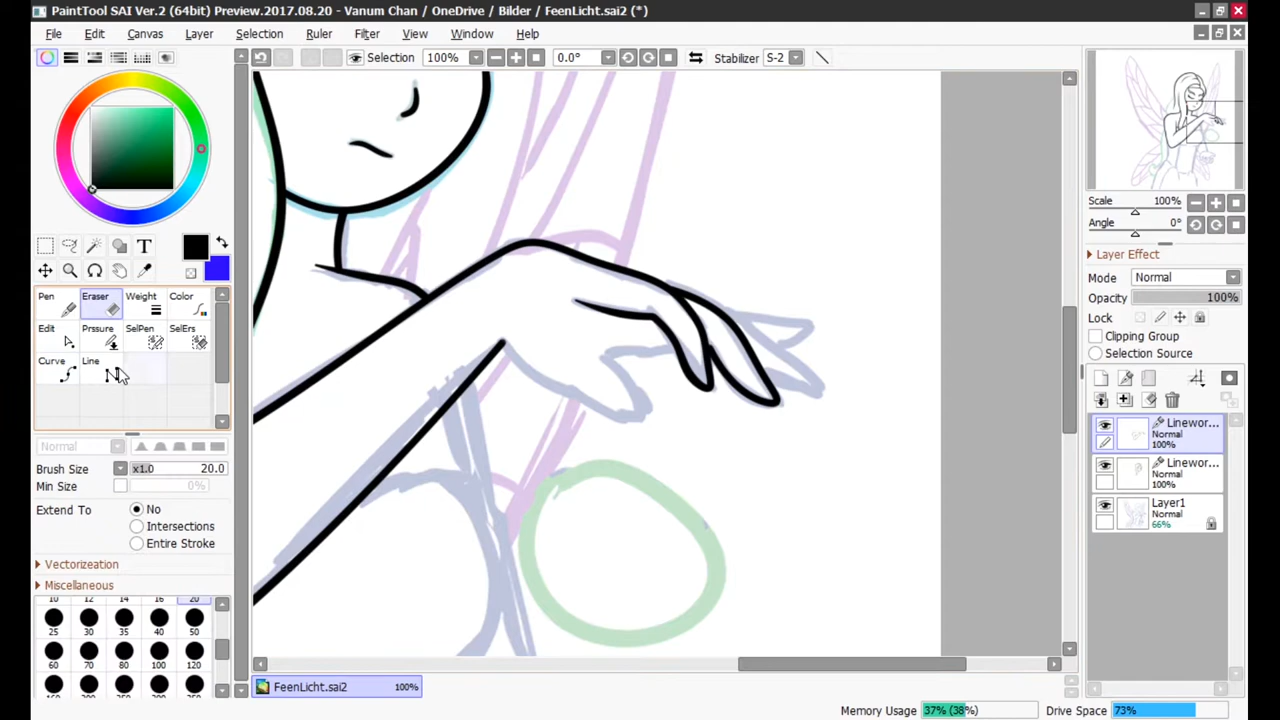 PaintTool SAI Ver.2 (64bit) Preview.2017.08.20 - Vanum Chan / OneDrive / Bilder / FeenLicht.sai2 (*)
File Edit Canvas Layer Selection Ruler Filter View Window Help
Selection 100% 0.0° Stabilizer S-2
T
Scale 100%
Angle 0°
Layer Effect
Mode Normal
Opacity 100%
Lock
Clipping Group
Selection Source
Pen Eraser Weight Color
Edit Prssure SelPen SelErs
Curve Line
Normal
Brush Size x1.0 20.0
Min Size 0%
Extend To No
Intersections
Entire Stroke
Vectorizeation
Miscellaneous
10 12 14 16 20
25 30 35 40 50
60 70 80 100 120
Linewor...
Normal
100%
Linewor...
Normal
100%
Layer1
Normal
66%
FeenLicht.sai2 100%
Memory Usage 37% (38%) Drive Space 73%